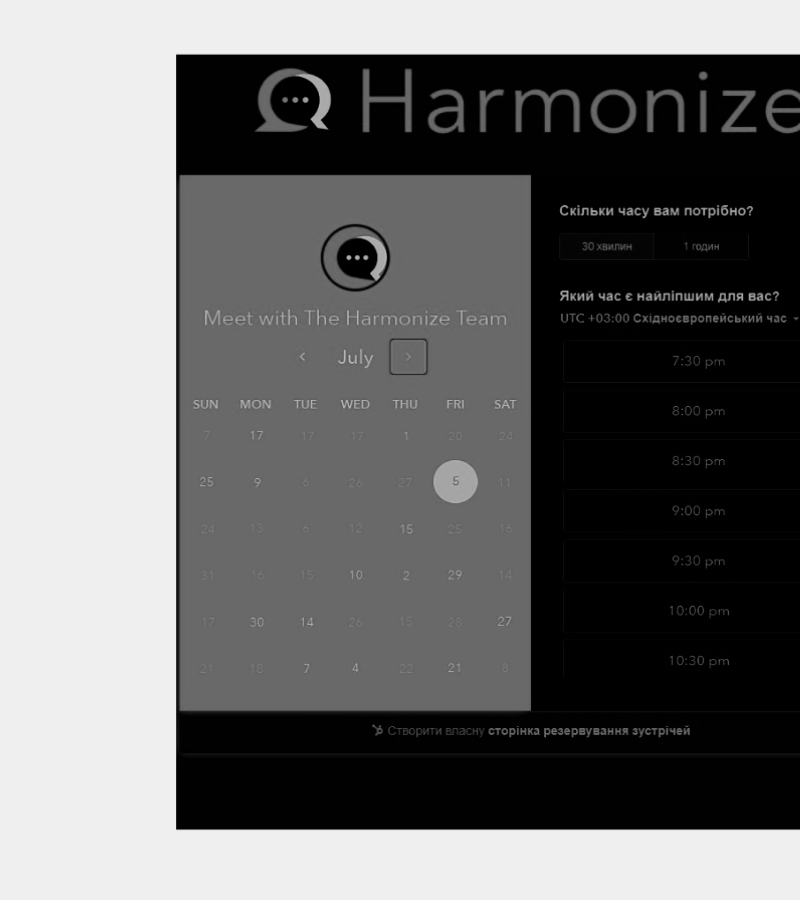 Harmonize
Meet with The Harmonize Team
July
SUN MON TUE WED THU FRI SAT
7 17 17 17 1 20 24
25 9 6 26 27 5 11
24 13 6 12 15 25 16
31 16 15 10 2 29 14
17 30 14 26 15 28 27
21 18 7 4 22 21 8
Скільки часу вам потрібно?
30 хвилин 1 годин
Який час є найліпшим для вас?
UTC +03:00 Східноєвропейський час
7:30 pm
8:00 pm
8:30 pm
9:00 pm
9:30 pm
10:00 pm
10:30 pm
Створити власну сторінка резервування зустрічей